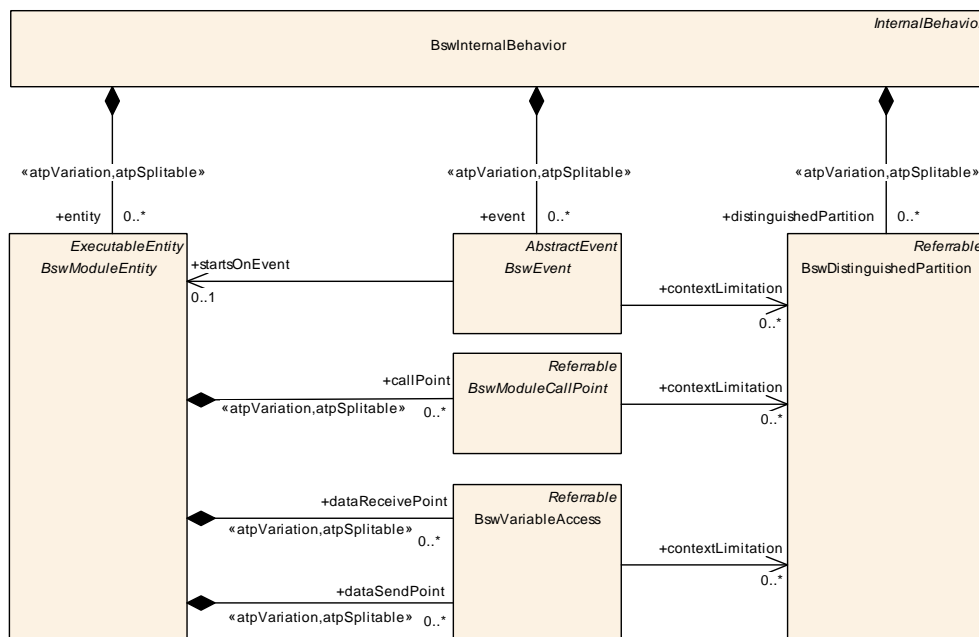 InternalBehavior
BswInternalBehavior
«atpVariation,atpSplitable»
«atpVariation,atpSplitable»
«atpVariation,atpSplitable»
+entity 0..*
+event 0..*
+distinguishedPartition 0..*
ExecutableEntity
BswModuleEntity
+startsOnEvent
0..1
AbstractEvent
BswEvent
+contextLimitation
0..*
Referrable
BswDistinguishedPartition
+callPoint
«atpVariation,atpSplitable» 0..*
Referrable
BswModuleCallPoint
+contextLimitation
0..*
+dataReceivePoint
«atpVariation,atpSplitable» 0..*
Referrable
BswVariableAccess
+contextLimitation
0..*
+dataSendPoint
«atpVariation,atpSplitable» 0..*